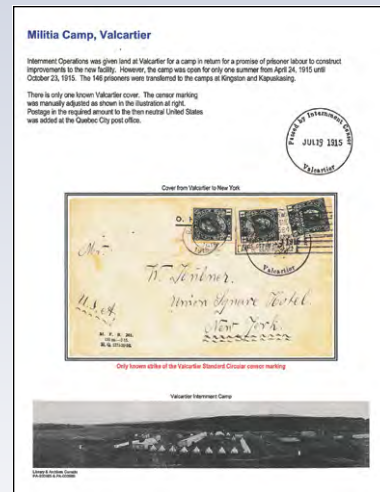 Militia Camp, Valcartier
Internment Operations was given land at Valcartier for a camp in return for a promise of prisoner labour to construct
improvements to the new facility. However, the camp was open for only one summer from April 24, 1915 until
October 23, 1915. The 146 prisoners were transferred to the camps at Kingston and Kapuskasing.
There is only one known Valcartier cover. The censor marking
was manually adjusted as shown in the illustration at right.
Postage in the required amount to the then neutral United States
was added at the Quebec City post office.
Passed by Internment Censor
JUL 19 1915
Valcartier
Cover from Valcartier to New York
O.
Mr.
Union Square Hotel.
New York.
U.S.A.
Valcartier
Only known strike of the Valcartier Standard Circular censor marking
Valcartier Internment Camp
Library & Archives Canada